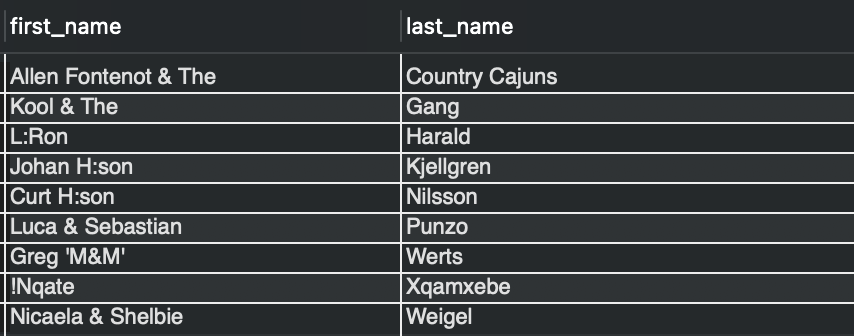 first_name last_name
Allen Fontenot & The Country Cajuns
Kool & The Gang
L:Ron Harald
Johan H:son Kjellgren
Curt H:son Nilsson
Luca & Sebastian Punzo
Greg 'M&M' Werts
!Nqate Xqamxebe
Nicaela & Shelbie Weigel